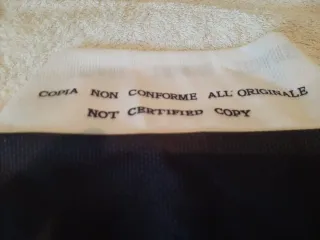 COPIA NON CONFORME ALL'ORIGINALE
NOT CERTIFIED COPY